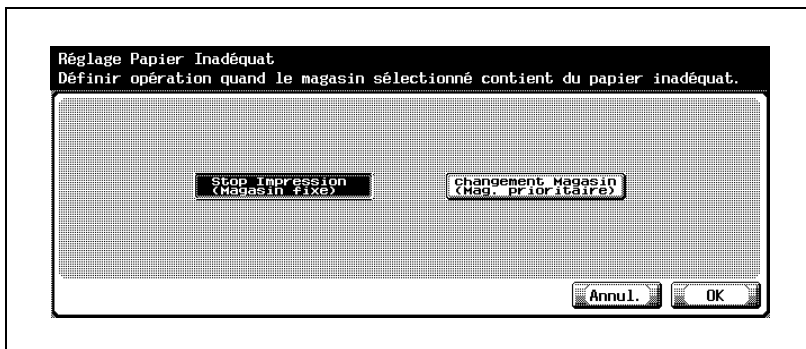 Réglage Papier Inadéquat
Définir opération quand le magasin sélectionné contient du papier inadéquat.
Stop Impression
(Magasin fixe)
Changement Magasin
(Mag. prioritaire)
Annul.
OK